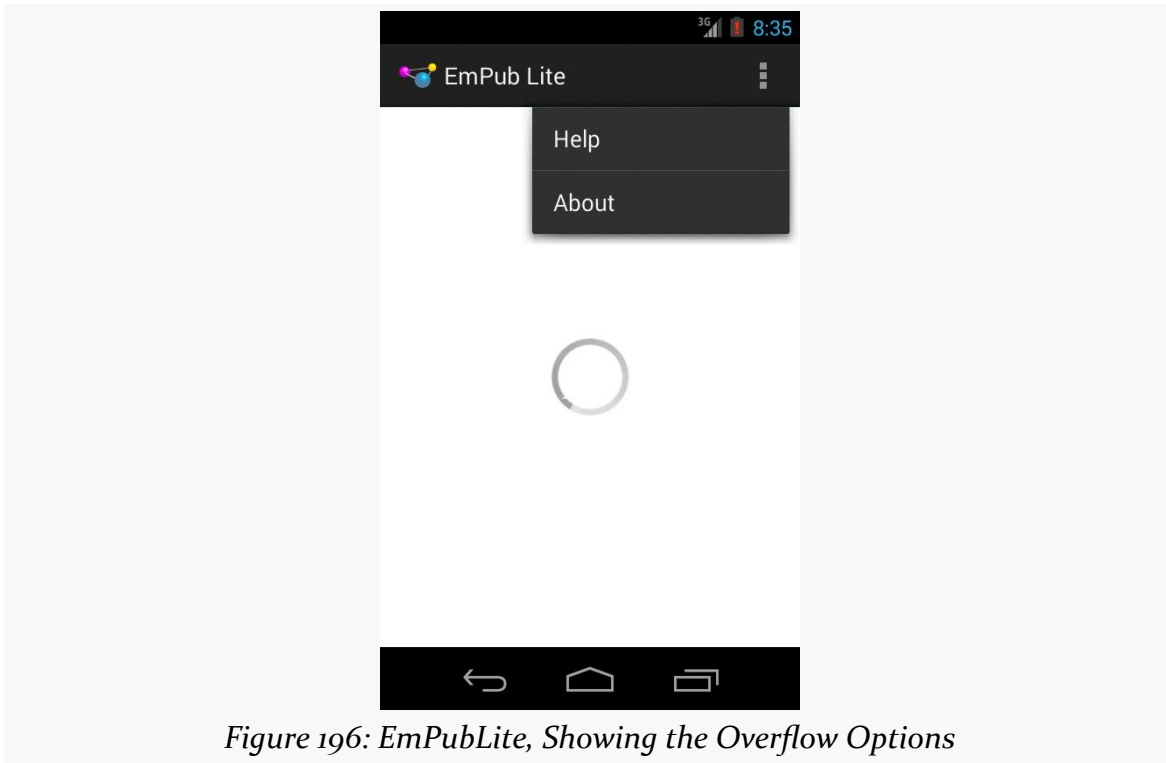 3G 8:35
EmPub Lite
Help
About
Figure 196: EmPubLite, Showing the Overflow Options